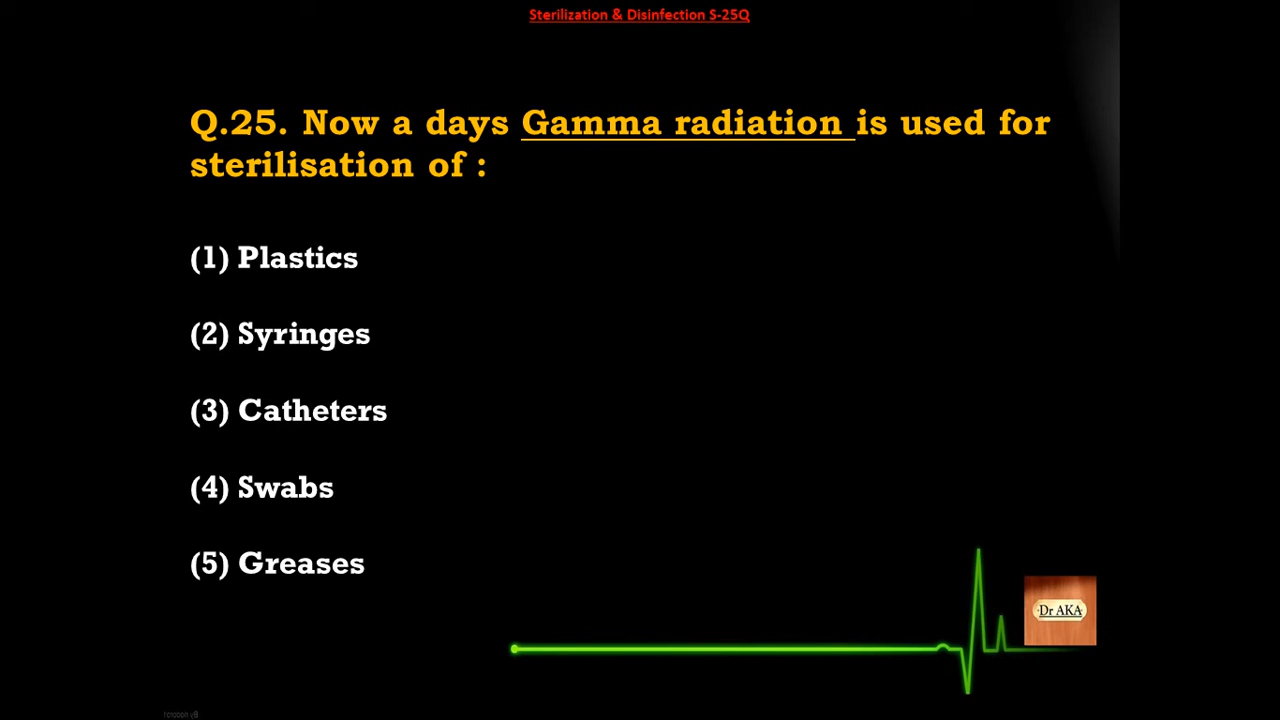 Sterilization & Disinfection S-25Q
Q.25. Now a days Gamma radiation is used for
sterilisation of :
(1) Plastics
(2) Syringes
(3) Catheters
(4) Swabs
(5) Greases
Dr AKA